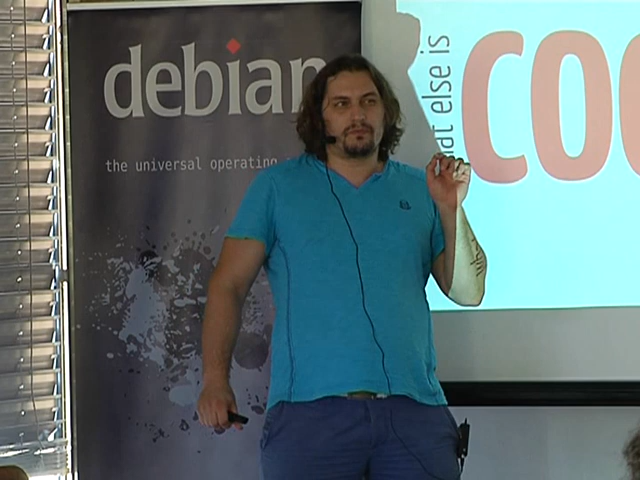 debian
the universal operating
at else is
COO